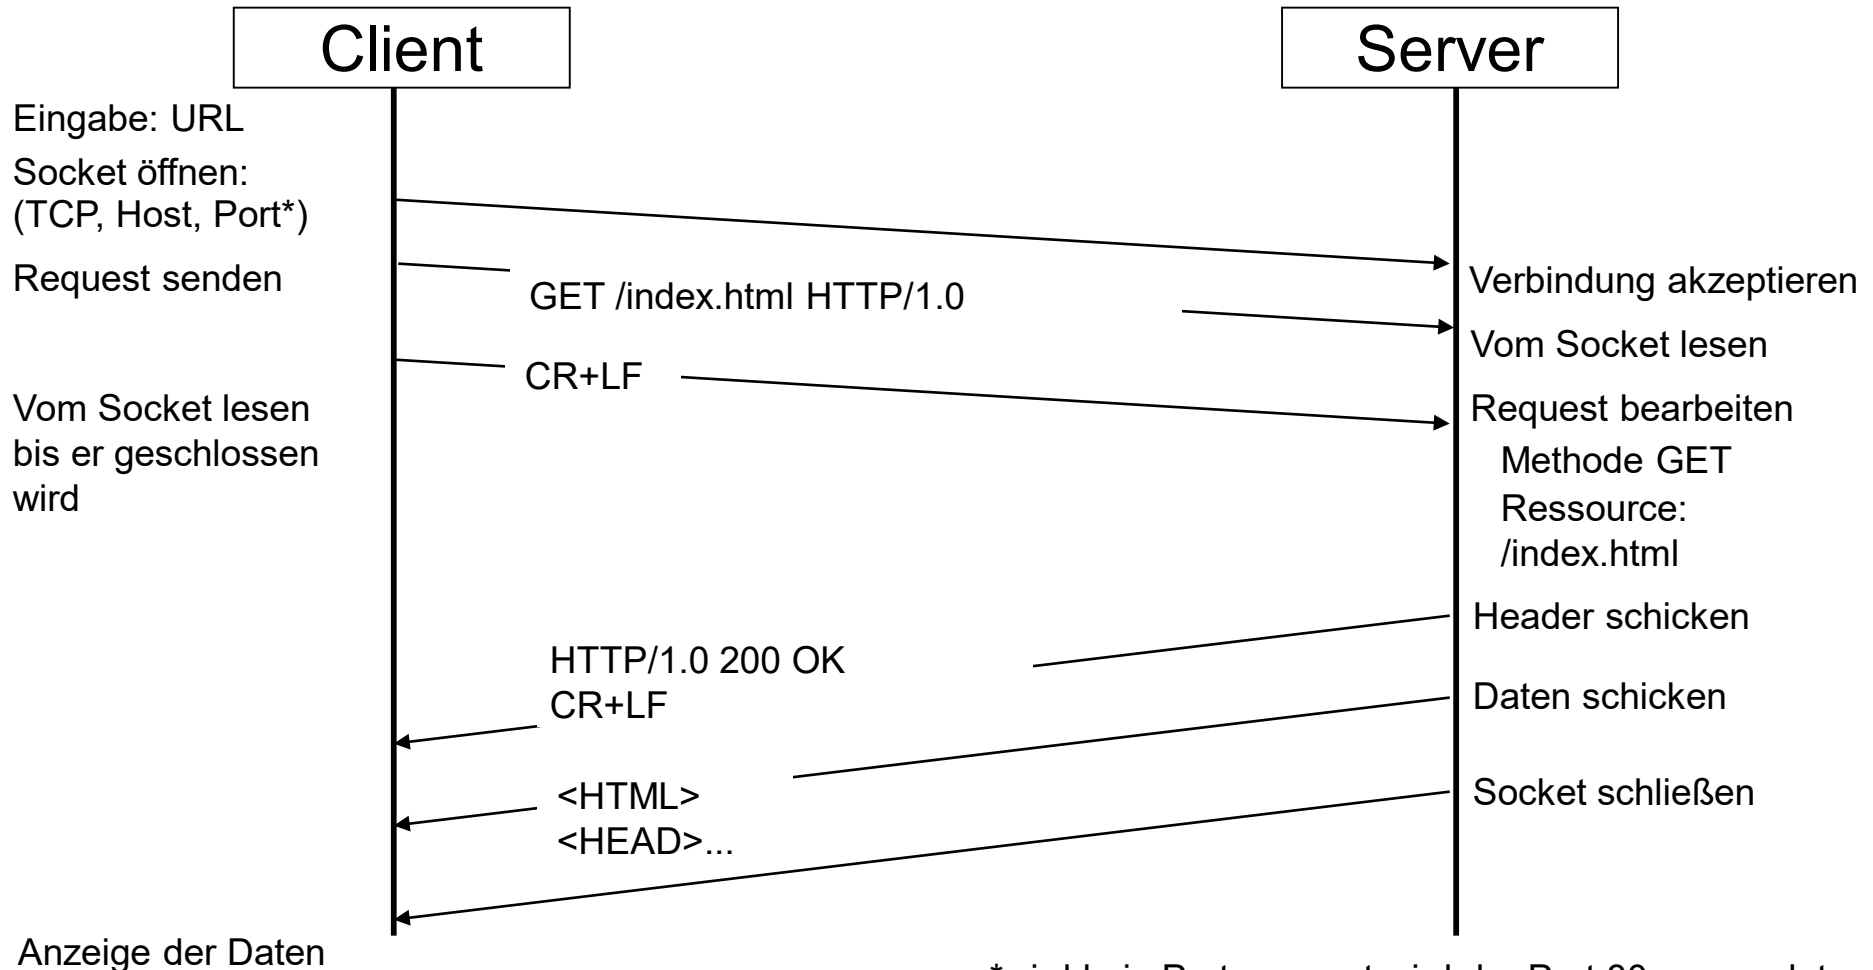 Client
Server
Eingabe: URL
Socket öffnen:
(TCP, Host, Port*)
Request senden
GET /index.html HTTP/1.0
Verbindung akzeptieren
Vom Socket lesen
CR+LF
Vom Socket lesen
bis er geschlossen
wird
Request bearbeiten
Methode GET
Ressource:
/index.html
Header schicken
HTTP/1.0 200 OK
CR+LF
Daten schicken
<HTML>
<HEAD>...
Socket schließen
Anzeige der Daten